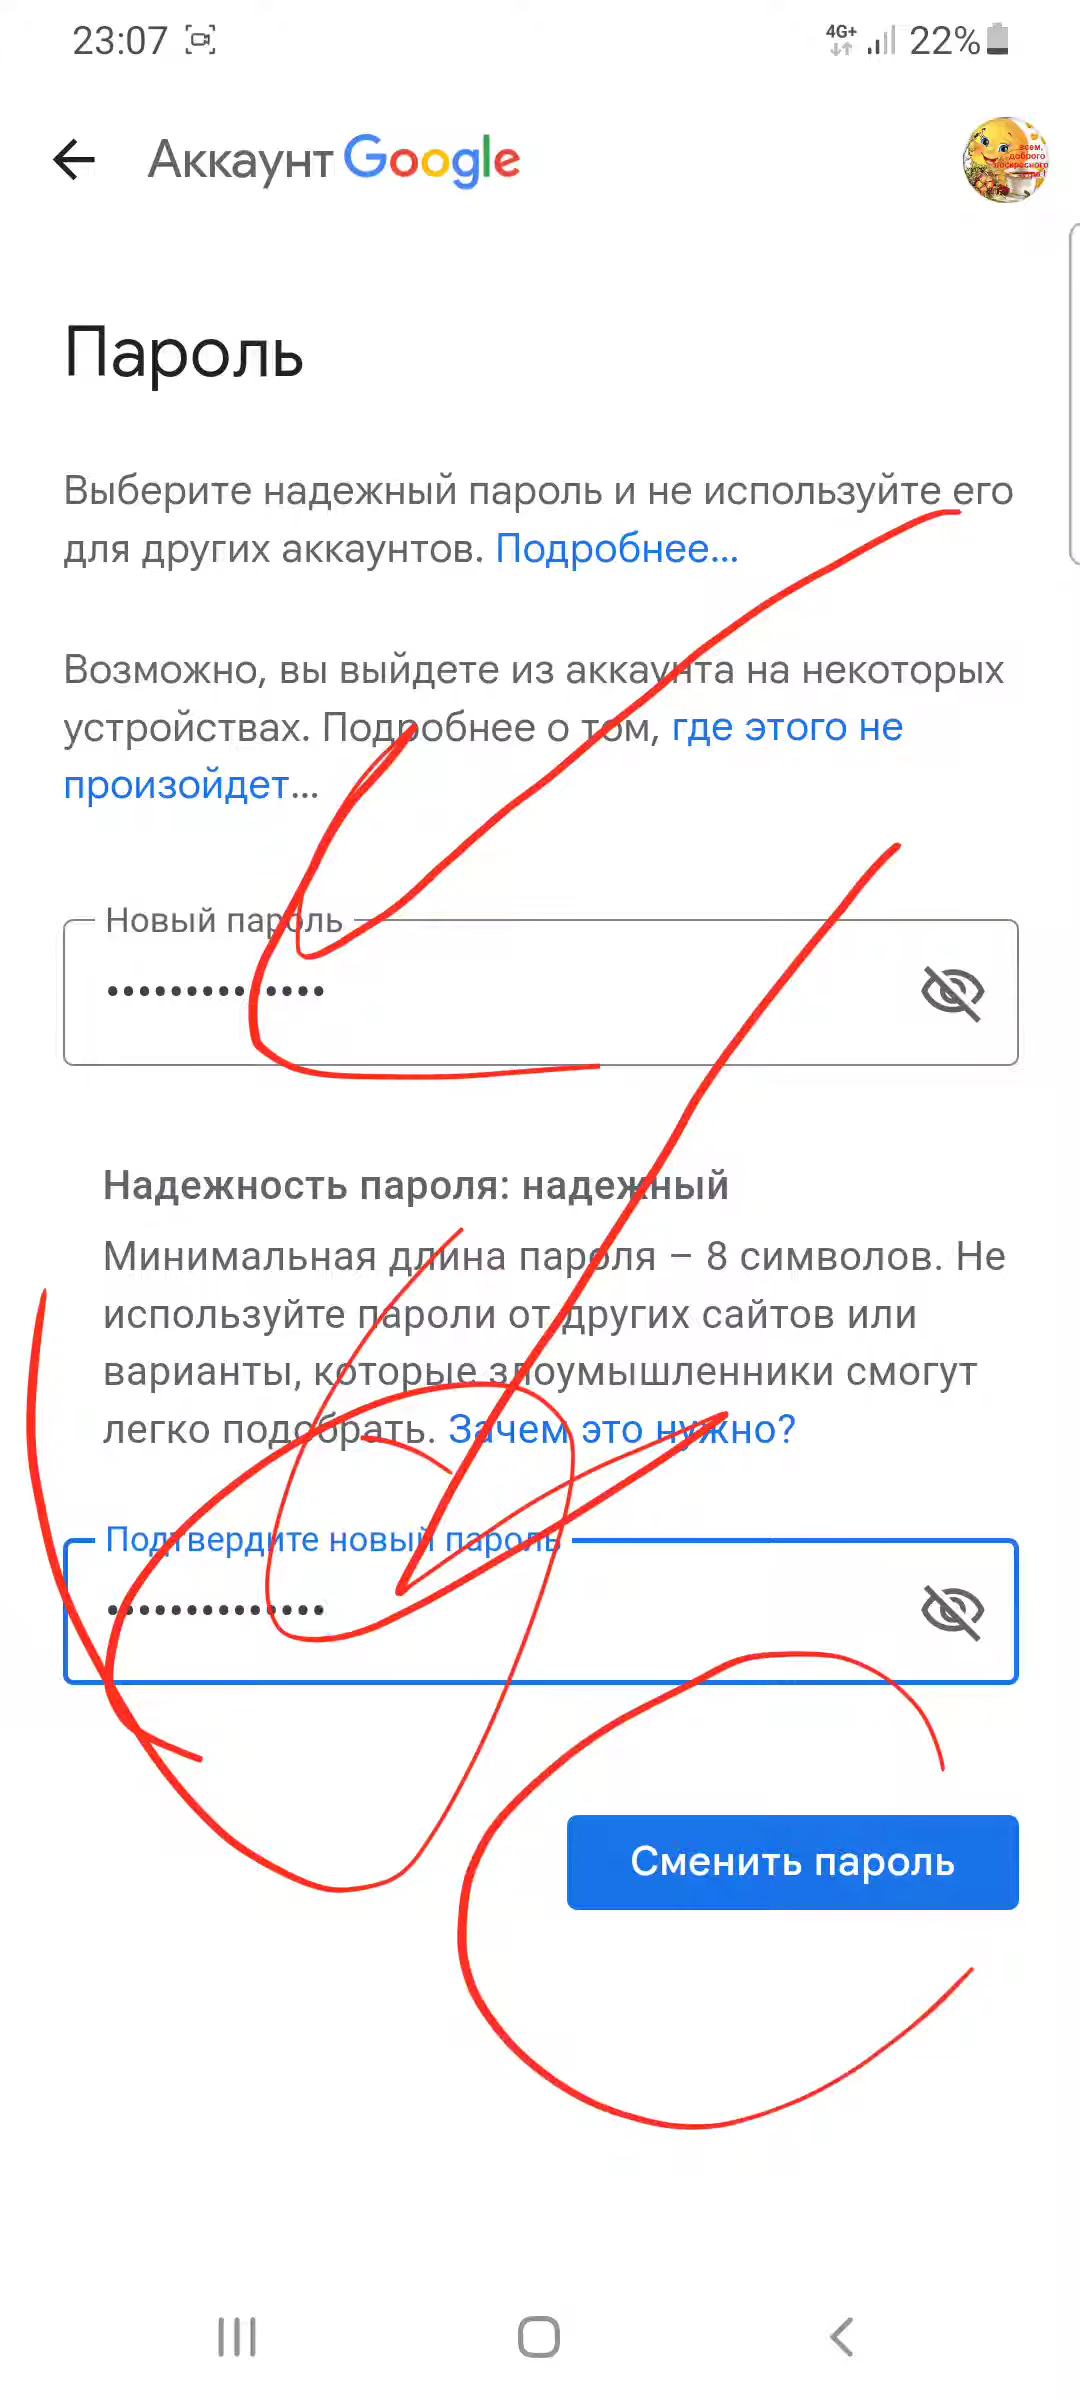 23:07 4G+ 22%
Аккаунт Google
всем,
доброго
воскресного
Пароль
Выберите надежный пароль и не используйте его
для других аккаунтов. Подробнее...
Возможно, вы выйдете из аккаунта на некоторых
устройствах. Подробнее о том, где этого не
произойдет...
Новый пароль
••••••••••••••
Надежность пароля: надежный
Минимальная длина пароля – 8 символов. Не
используйте пароли от других сайтов или
варианты, которые злоумышленники смогут
легко подобрать. Зачем это нужно?
Подтвердите новый пароль
••••••••••••••
Сменить пароль